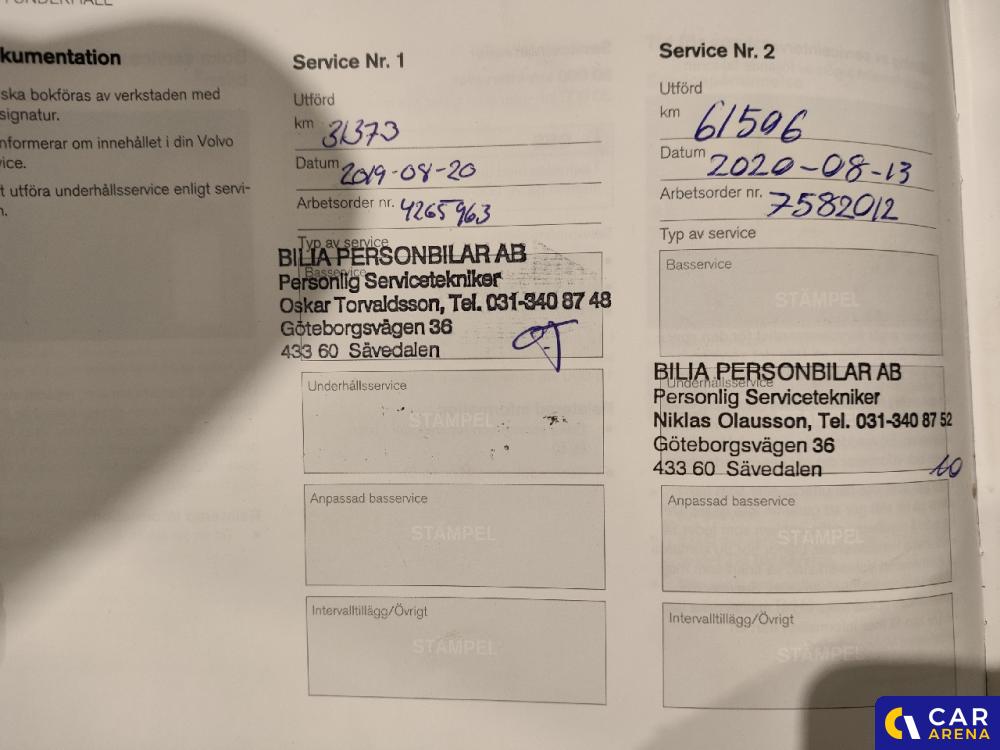 UNDERHÅLL
kumentation
ska bokföras av verkstaden med
signatur.
nformerar om innehållet i din Volvo
vice.
t utföra underhållsservice enligt servi-
n.
Service Nr. 1
Utförd
km 31373
Datum 2019-08-20
Arbetsorder nr. 4265963
Typ av service
Basservice
BILIA PERSONBILAR AB
Personlig Servicetekniker
Oskar Torvaldsson, Tel. 031-340 87 48
Göteborgsvägen 36
433 60 Sävedalen
Underhållsservice
STÄMPEL
Anpassad basservice
STÄMPEL
Intervalltillägg/Övrigt
STÄMPEL
Service Nr. 2
Utförd
km 61506
Datum 2020-08-13
Arbetsorder nr. 7582012
Typ av service
Basservice
STÄMPEL
Underhållsservice
BILIA PERSONBILAR AB
Personlig Servicetekniker
Niklas Olausson, Tel. 031-340 87 52
Göteborgsvägen 36
433 60 Sävedalen
Anpassad basservice
STÄMPEL
Intervalltillägg/Övrigt
STÄMPEL
CAR
ARENA